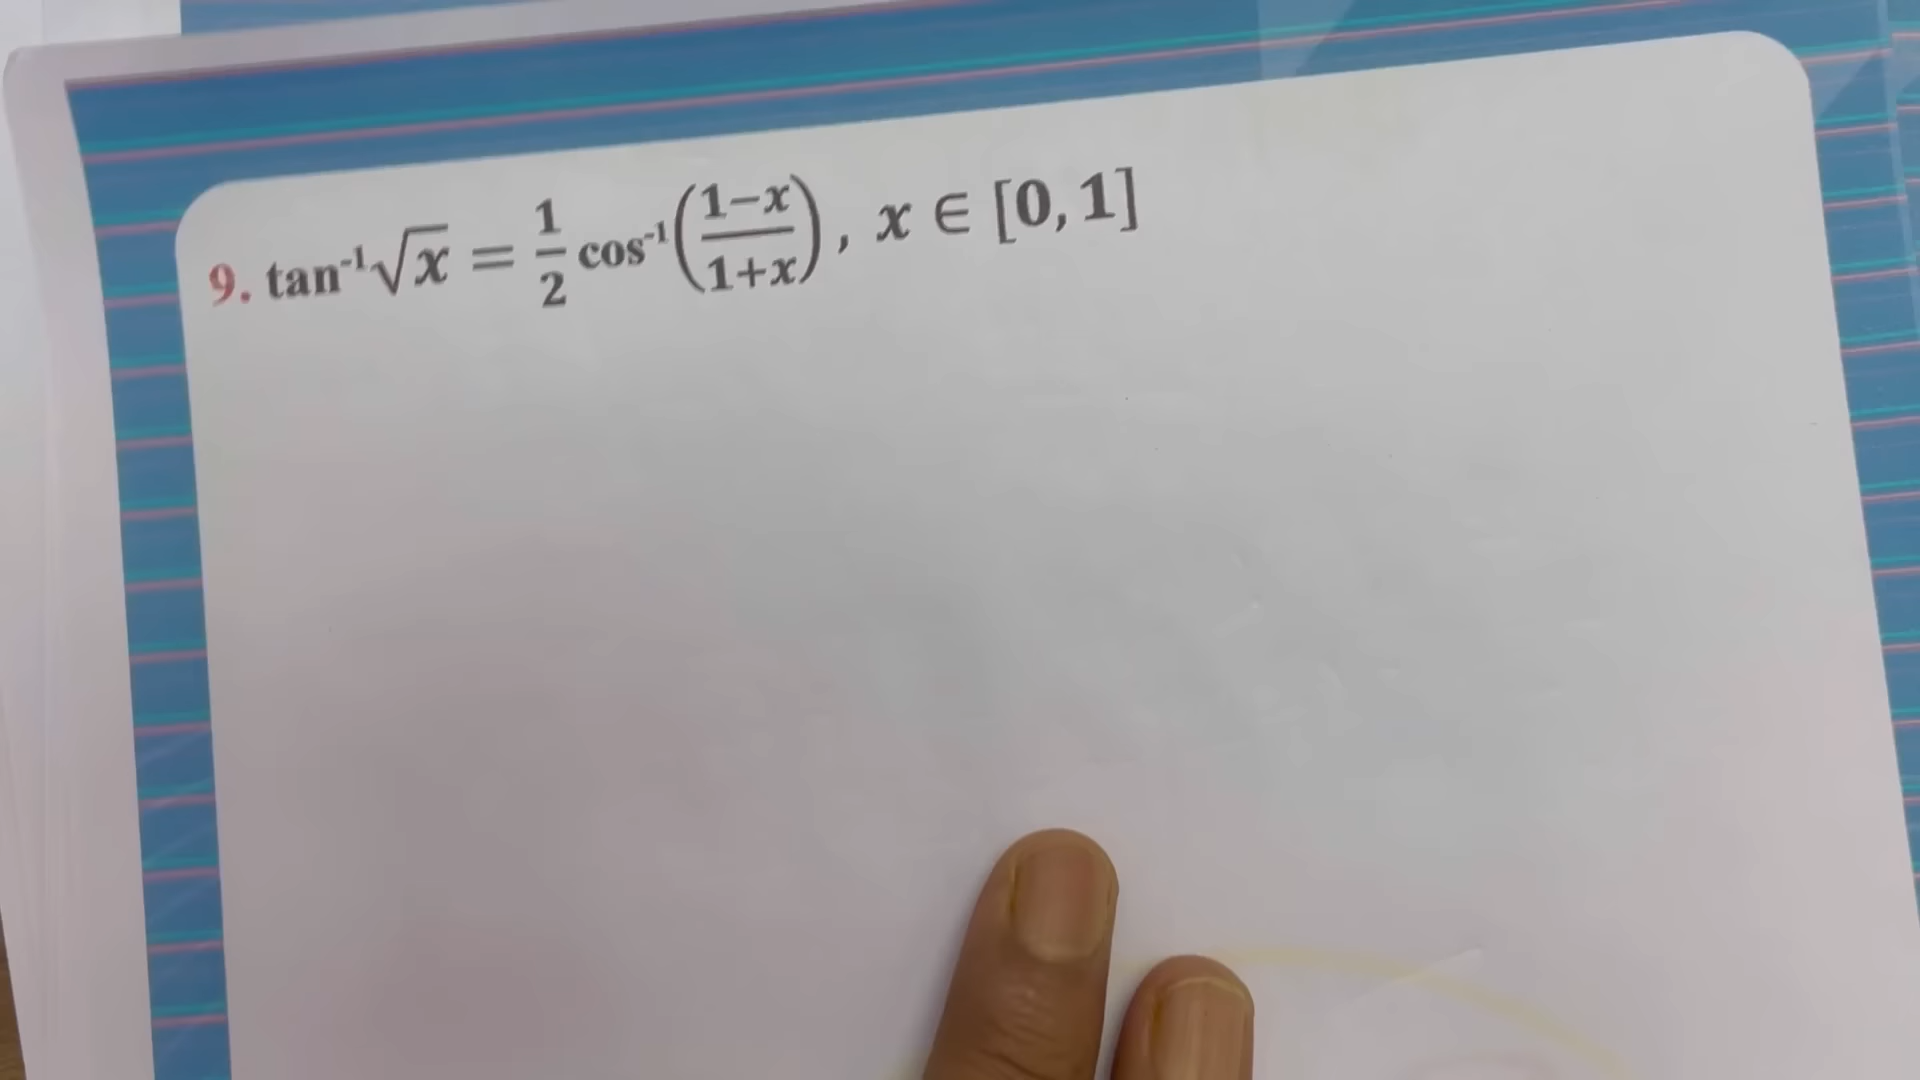 9. tan⁻¹√x = 1/2 cos⁻¹((1−x)/(1+x)), x ∈ [0, 1]